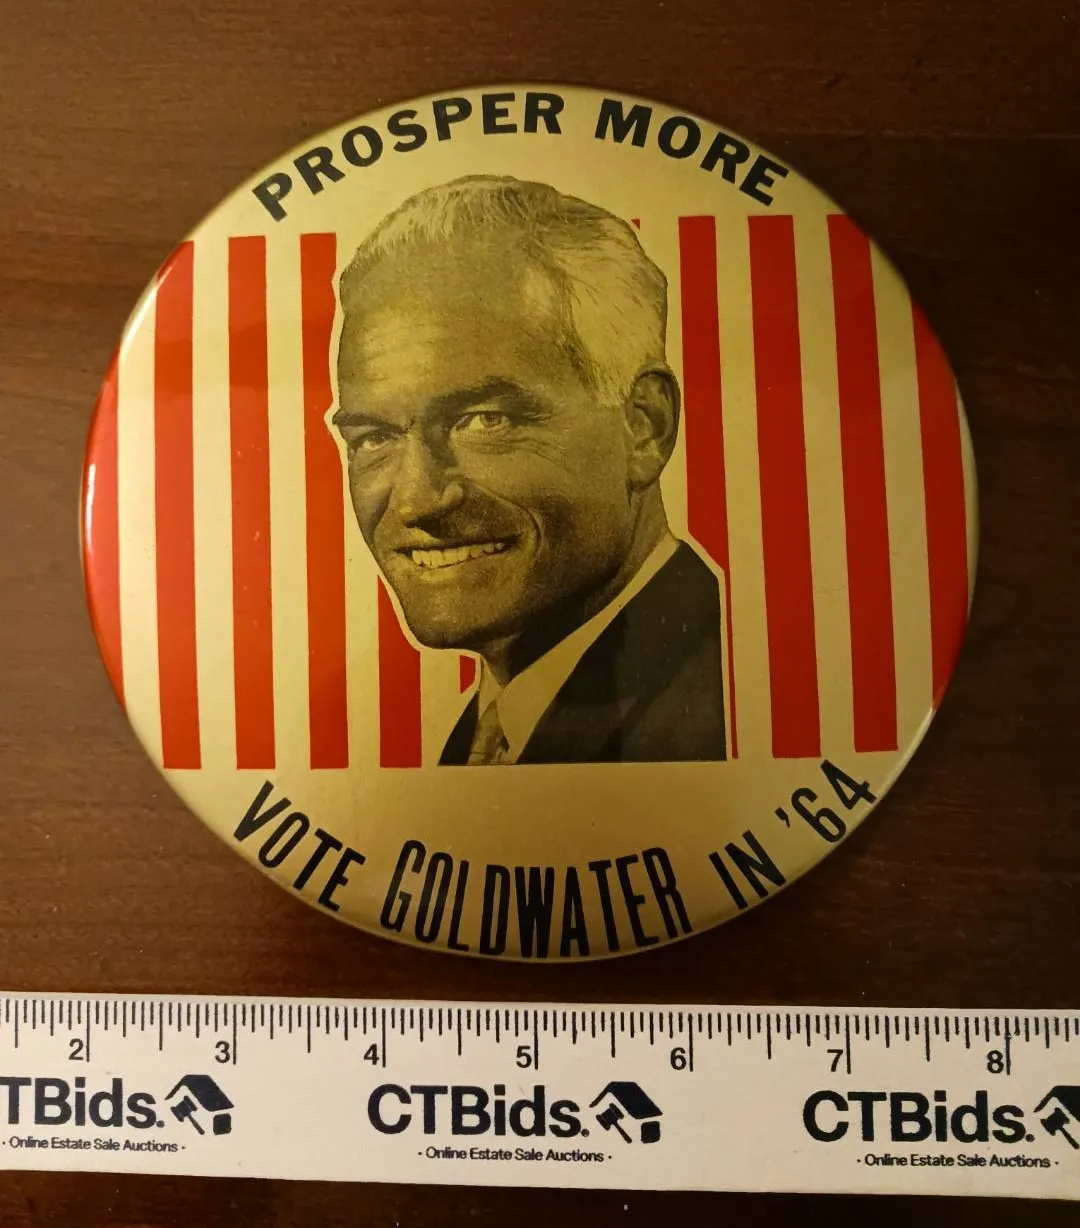 PROSPER MORE
VOTE GOLDWATER IN '64
2 3 4 5 6 7 8
TBids. CTBids. CTBids.
· Online Estate Sale Auctions · · Online Estate Sale Auctions · · Online Estate Sale Auctions ·